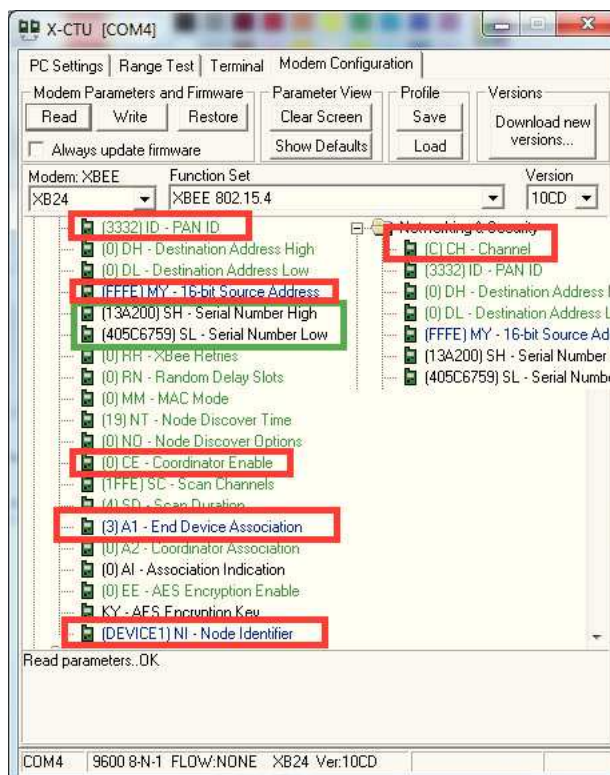 X-CTU [COM4]
PC Settings | Range Test | Terminal | Modem Configuration
Modem Parameters and Firmware
Parameter View
Profile
Versions
Read
Write
Restore
Clear Screen
Save
Download new versions...
Always update firmware
Show Defaults
Load
Modem: XBEE
Function Set
Version
XB24
XBEE 802.15.4
10CD
(3332) ID - PAN ID
(0) DH - Destination Address High
(0) DL - Destination Address Low
(FFFE) MY - 16-bit Source Address
(13A200) SH - Serial Number High
(405C6759) SL - Serial Number Low
(0) RR - XBee Retries
(0) RN - Random Delay Slots
(0) MM - MAC Mode
(19) NT - Node Discover Time
(0) NO - Node Discover Options
(0) CE - Coordinator Enable
(1FFE) SC - Scan Channels
(4) SD - Scan Duration
(3) A1 - End Device Association
(0) A2 - Coordinator Association
(0) AI - Association Indication
(0) EE - AES Encryption Enable
KY - AES Encryption Key
(DEVICE1) NI - Node Identifier
Networking & Security
(C) CH - Channel
(3332) ID - PAN ID
(0) DH - Destination Address
(0) DL - Destination Address
(FFFE) MY - 16-bit Source Ad
(13A200) SH - Serial Number
(405C6759) SL - Serial Numb
Read parameters..OK
COM4
9600 8-N-1 FLOW:NONE
XB24 Ver:10CD